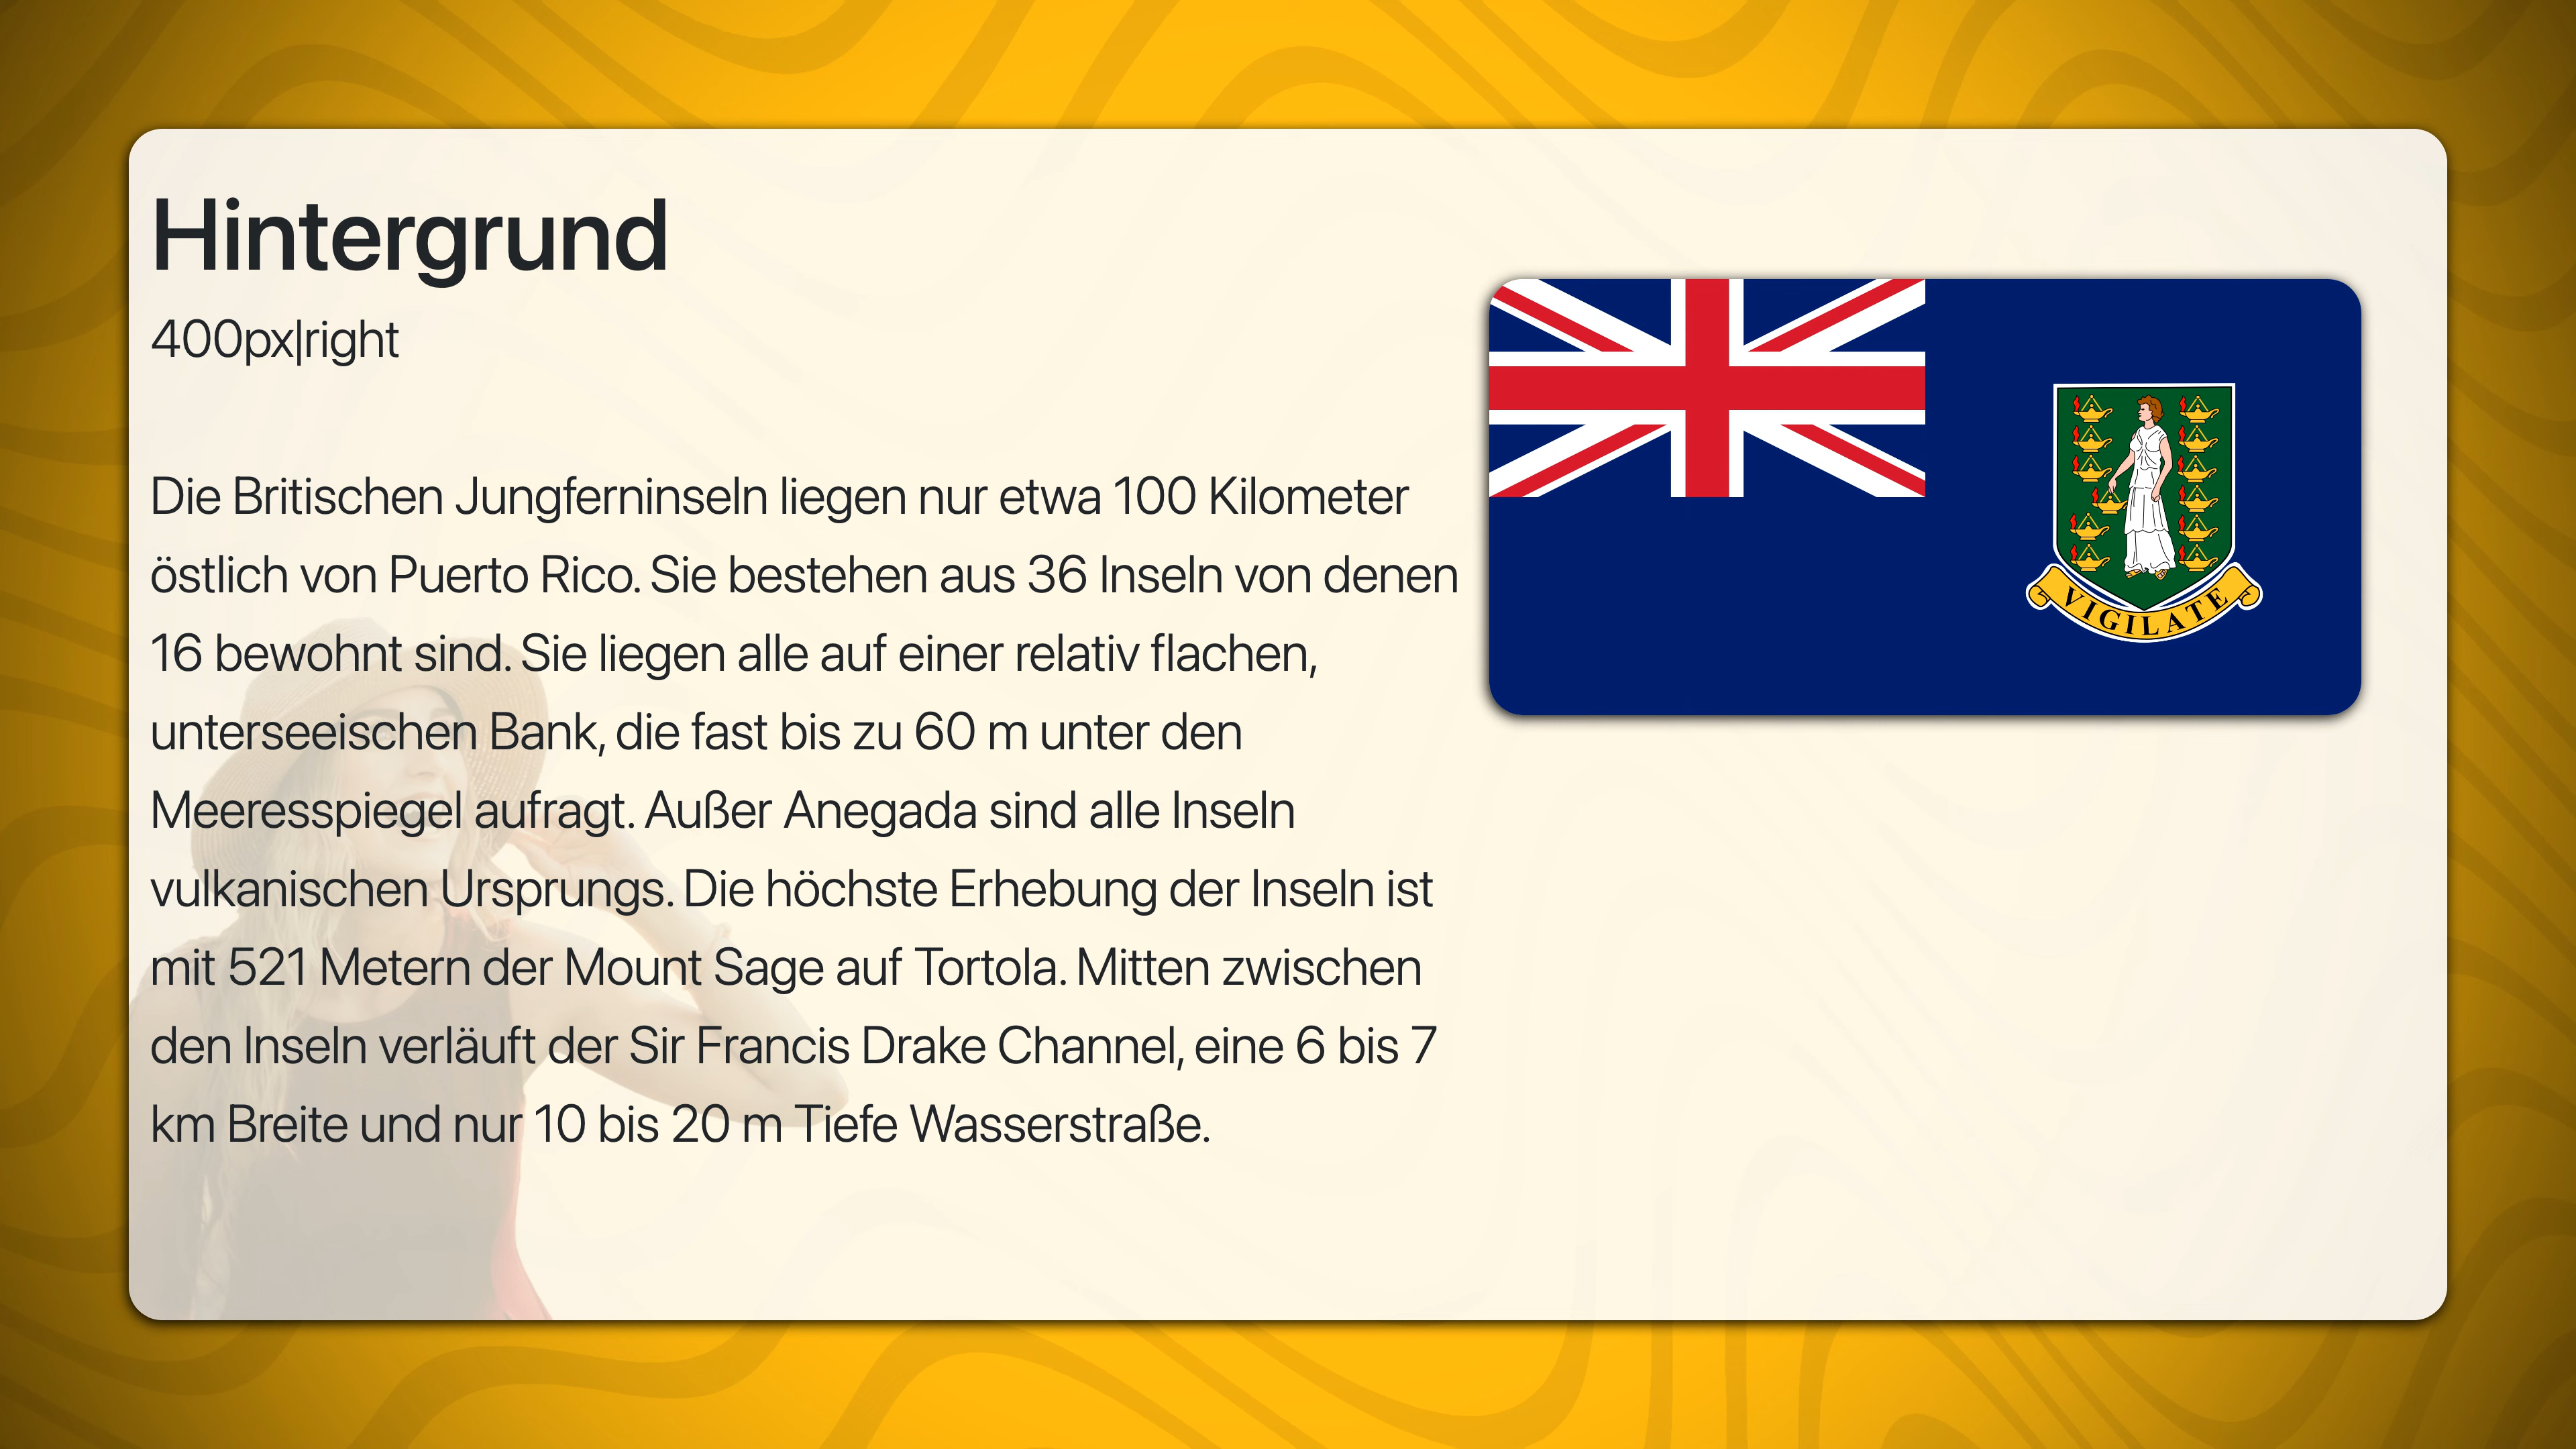 Hintergrund
400px|right
Die Britischen Jungferninseln liegen nur etwa 100 Kilometer
östlich von Puerto Rico. Sie bestehen aus 36 Inseln von denen
16 bewohnt sind. Sie liegen alle auf einer relativ flachen,
unterseeischen Bank, die fast bis zu 60 m unter den
Meeresspiegel aufragt. Außer Anegada sind alle Inseln
vulkanischen Ursprungs. Die höchste Erhebung der Inseln ist
mit 521 Metern der Mount Sage auf Tortola. Mitten zwischen
den Inseln verläuft der Sir Francis Drake Channel, eine 6 bis 7
km Breite und nur 10 bis 20 m Tiefe Wasserstraße.
VIGILATE